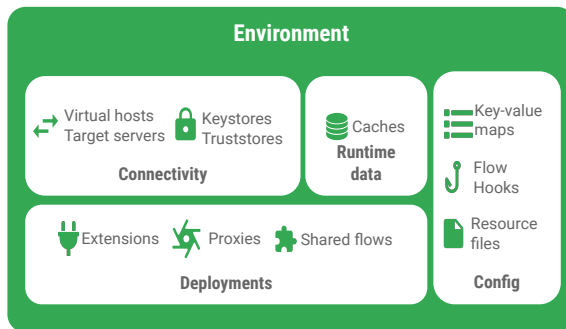 Environment
Virtual hosts
Target servers
Keystores
Truststores
Connectivity
Caches
Runtime
data
Key-value
maps
Flow
Hooks
Resource
files
Config
Extensions
Proxies
Shared flows
Deployments